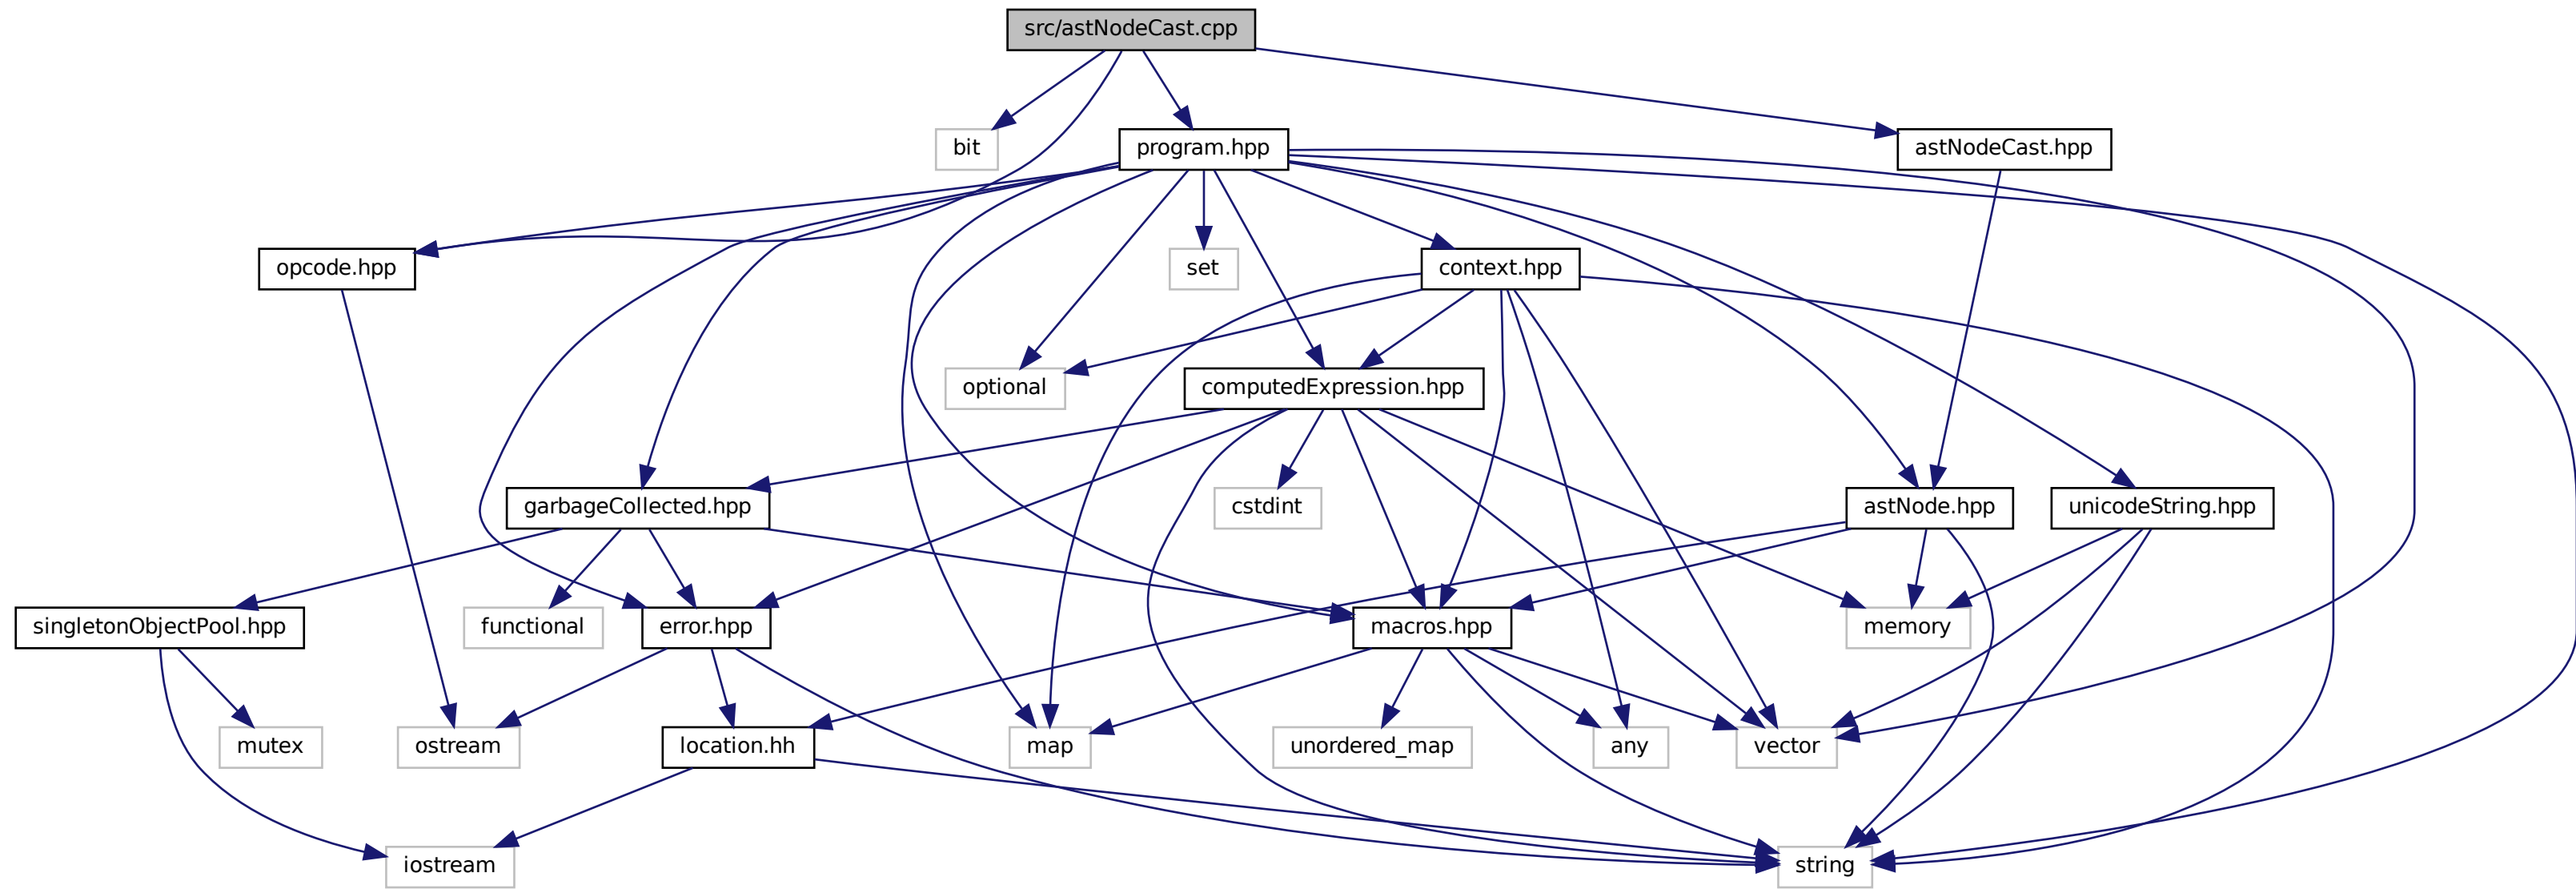 src/astNodeCast.cpp
bit
program.hpp
astNodeCast.hpp
opcode.hpp
set
context.hpp
optional
computedExpression.hpp
garbageCollected.hpp
cstdint
astNode.hpp
unicodeString.hpp
singletonObjectPool.hpp
functional
error.hpp
macros.hpp
memory
mutex
ostream
location.hh
map
unordered_map
any
vector
iostream
string